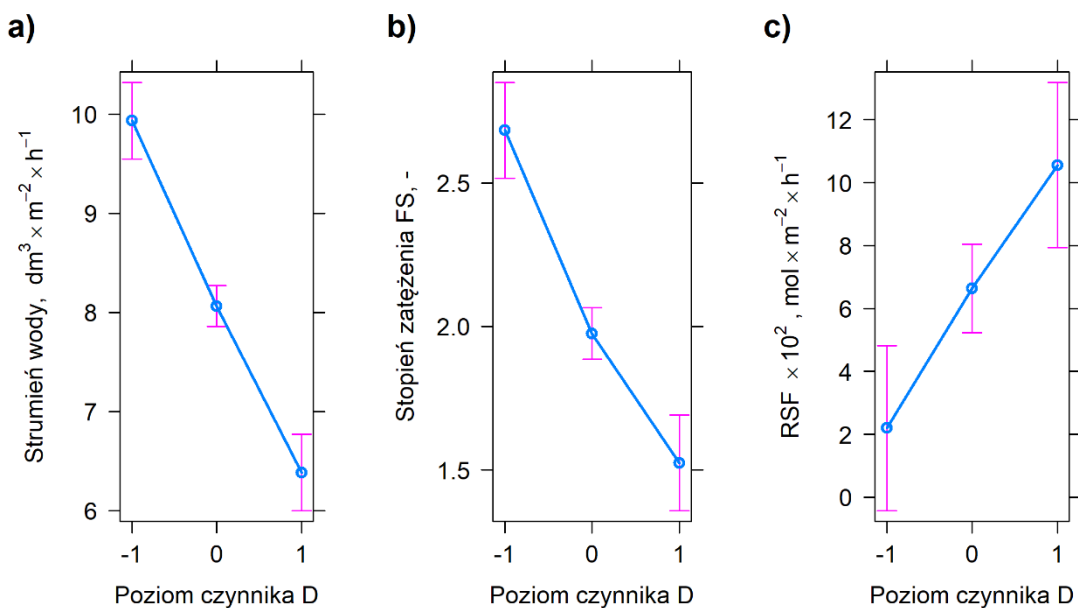 a)
Strumień wody, dm³ × m⁻² × h⁻¹
10
9
8
7
6
-1 0 1
Poziom czynnika D
b)
Stopień zatężenia FS, -
2.5
2.0
1.5
-1 0 1
Poziom czynnika D
c)
RSF × 10², mol × m⁻² × h⁻¹
12
10
8
6
4
2
0
-1 0 1
Poziom czynnika D